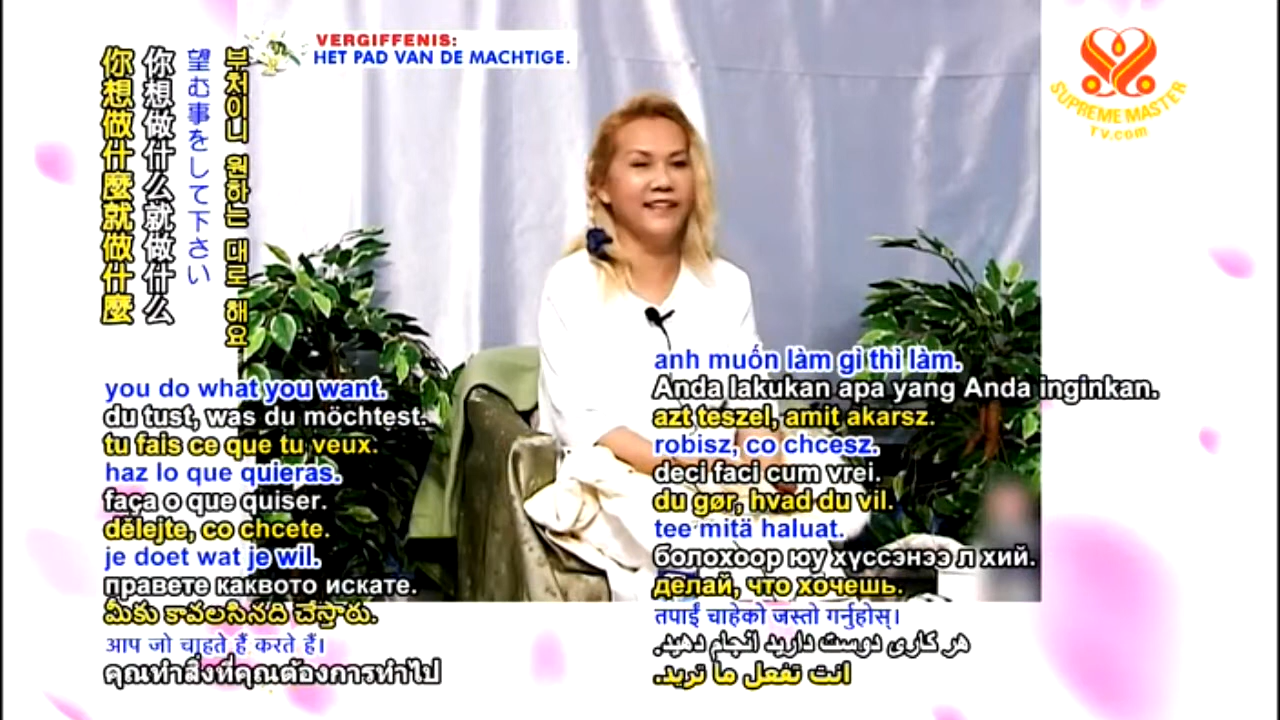 VERGIFFENIS:
HET PAD VAN DE MACHTIGE.
SUPREME MASTER
TV.com
你想做什麼就做什麼
你想做什么就做什么
望む事をして下さい
부처이니 원하는 대로 해요
you do what you want.
du tust, was du möchtest.
tu fais ce que tu veux.
haz lo que quieras.
faça o que quiser.
dělejte, co chcete.
je doet wat je wil.
правете каквото искате.
మీకు కావలసినది చేస్తారు.
आप जो चाहते हैं करते हैं।
คุณทำสิ่งที่คุณต้องการทำไป
anh muốn làm gì thì làm.
Anda lakukan apa yang Anda inginkan.
azt teszel, amit akarsz.
robisz, co chcesz.
deci faci cum vrei.
du gør, hvad du vil.
tee mitä haluat.
болохоор юу хүссэнээ л хий.
делай, что хочешь.
तपाईं चाहेको जस्तो गर्नुहोस्।
هر کاری دوست دارید انجام دهید.
انت تفعل ما تريد.